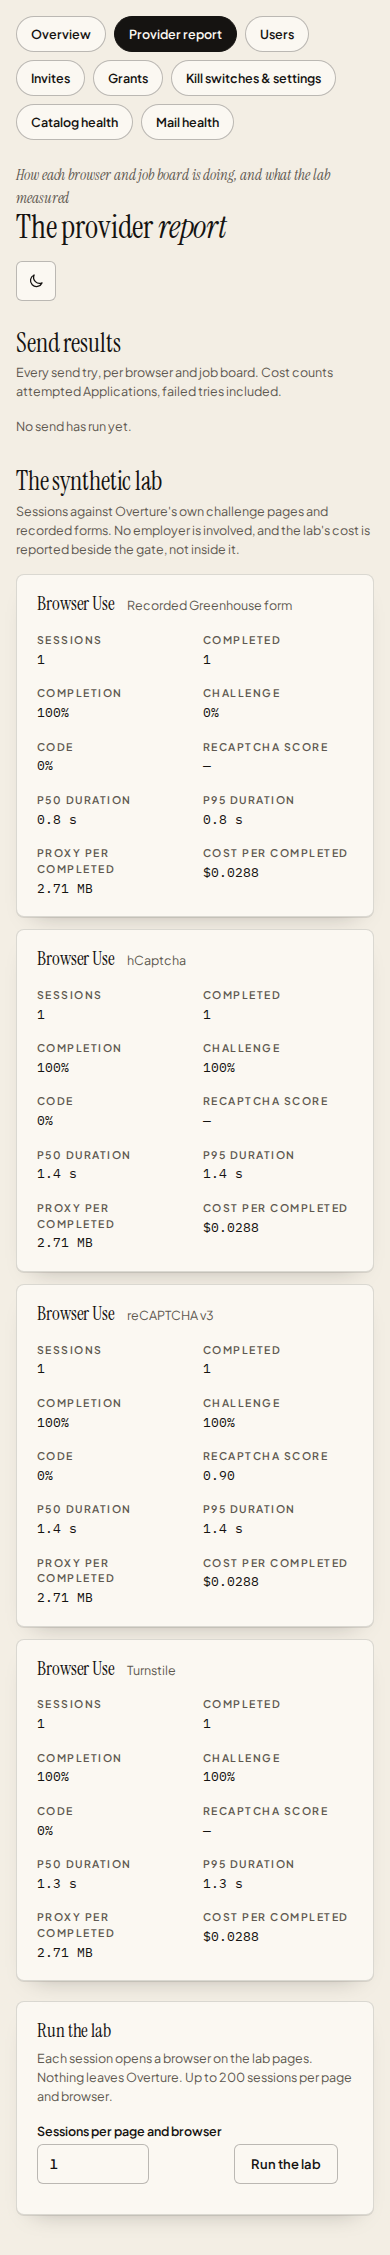 Overview
Provider report
Users
Invites
Grants
Kill switches & settings
Catalog health
Mail health
How each browser and job board is doing, and what the lab
measured
The provider report
Send results
Every send try, per browser and job board. Cost counts
attempted Applications, failed tries included.
No send has run yet.
The synthetic lab
Sessions against Overture's own challenge pages and
recorded forms. No employer is involved, and the lab's cost is
reported beside the gate, not inside it.
Browser Use Recorded Greenhouse form
SESSIONS COMPLETED
1 1
COMPLETION CHALLENGE
100% 0%
CODE RECAPTCHA SCORE
0% —
P50 DURATION P95 DURATION
0.8 s 0.8 s
PROXY PER COST PER COMPLETED
COMPLETED $0.0288
2.71 MB
Browser Use hCaptcha
SESSIONS COMPLETED
1 1
COMPLETION CHALLENGE
100% 100%
CODE RECAPTCHA SCORE
0% —
P50 DURATION P95 DURATION
1.4 s 1.4 s
PROXY PER COST PER COMPLETED
COMPLETED $0.0288
2.71 MB
Browser Use reCAPTCHA v3
SESSIONS COMPLETED
1 1
COMPLETION CHALLENGE
100% 100%
CODE RECAPTCHA SCORE
0% 0.90
P50 DURATION P95 DURATION
1.4 s 1.4 s
PROXY PER COST PER COMPLETED
COMPLETED $0.0288
2.71 MB
Browser Use Turnstile
SESSIONS COMPLETED
1 1
COMPLETION CHALLENGE
100% 100%
CODE RECAPTCHA SCORE
0% —
P50 DURATION P95 DURATION
1.3 s 1.3 s
PROXY PER COST PER COMPLETED
COMPLETED $0.0288
2.71 MB
Run the lab
Each session opens a browser on the lab pages.
Nothing leaves Overture. Up to 200 sessions per page
and browser.
Sessions per page and browser
1 Run the lab